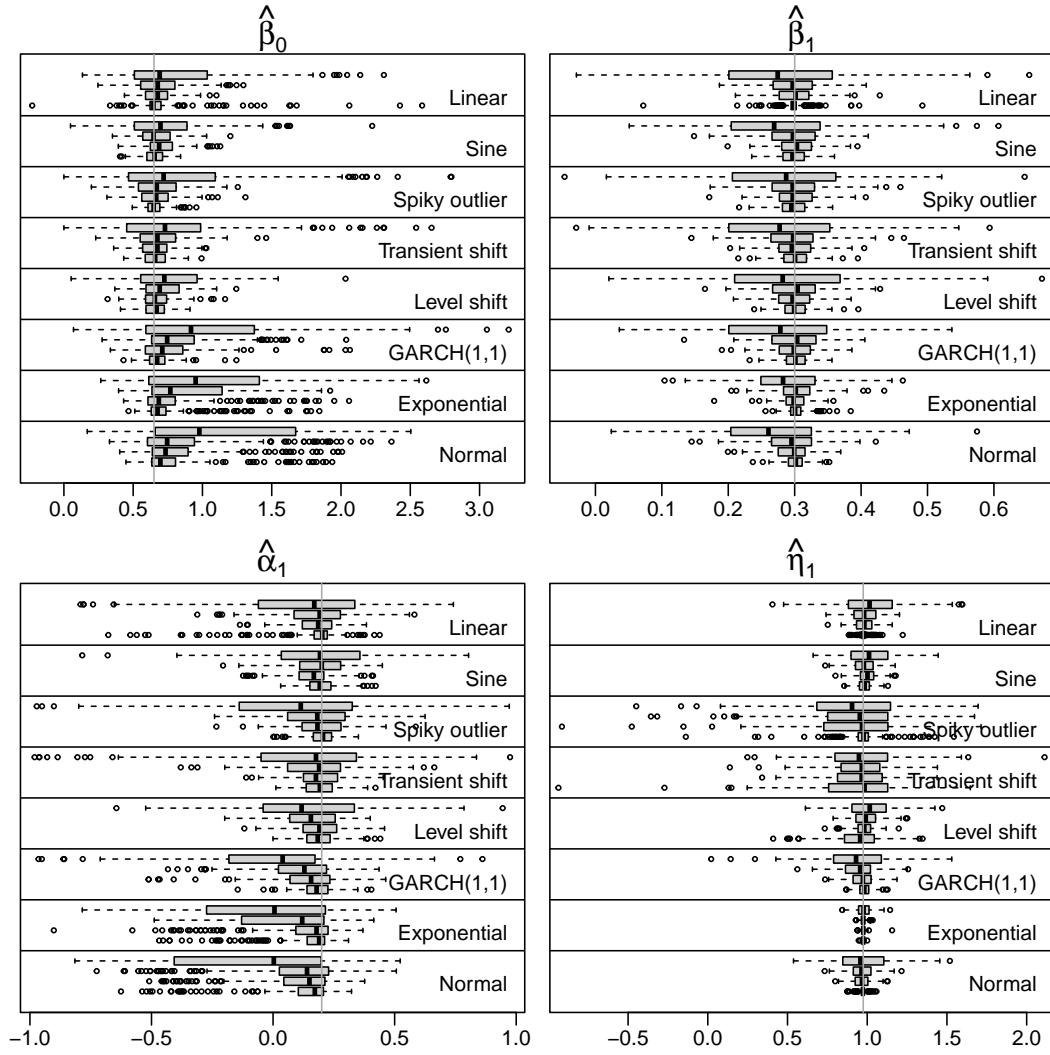 β̂₀
Linear
Sine
Spiky outlier
Transient shift
Level shift
GARCH(1,1)
Exponential
Normal
0.0 0.5 1.0 1.5 2.0 2.5 3.0
β̂₁
Linear
Sine
Spiky outlier
Transient shift
Level shift
GARCH(1,1)
Exponential
Normal
0.0 0.1 0.2 0.3 0.4 0.5 0.6
α̂₁
Linear
Sine
Spiky outlier
Transient shift
Level shift
GARCH(1,1)
Exponential
Normal
−1.0 −0.5 0.0 0.5 1.0
η̂₁
Linear
Sine
Spiky outlier
Transient shift
Level shift
GARCH(1,1)
Exponential
Normal
−0.5 0.0 0.5 1.0 1.5 2.0